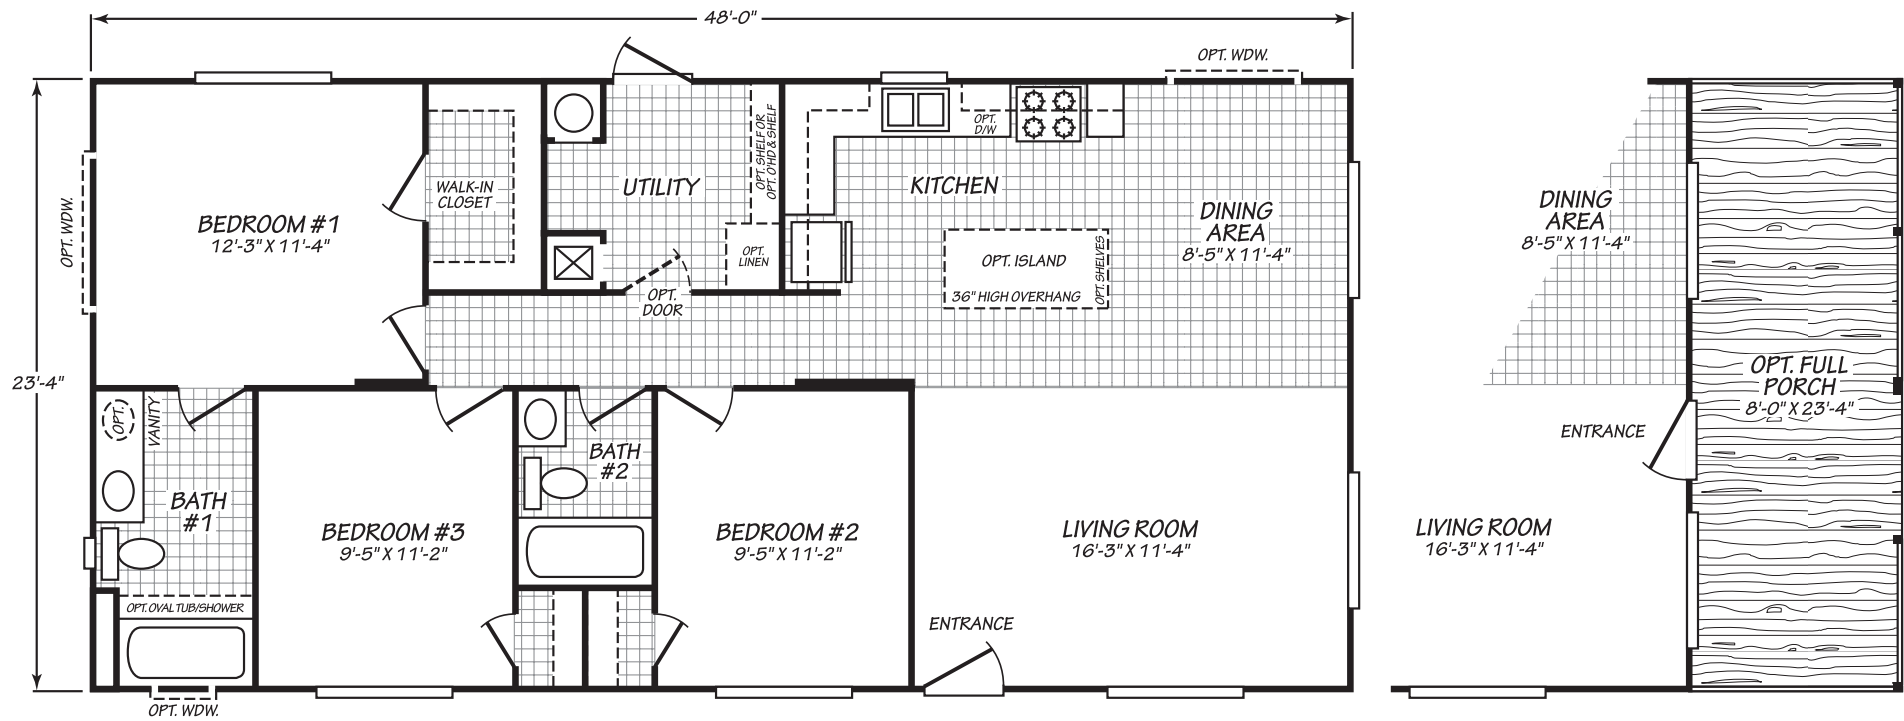 48'-0"
OPT. WDW.
23'-4"
OPT. WDW.
BEDROOM #1
12'-3" X 11'-4"
WALK-IN
CLOSET
UTILITY
OPT. SHELF OR
OPT. O'HD & SHELF
OPT.
LINEN
OPT.
DOOR
OPT.
D/W
KITCHEN
DINING
AREA
8'-5" X 11'-4"
OPT. ISLAND
36" HIGH OVERHANG
OPT. SHELVES
OPT.
VANITY
BATH
#1
OPT. OVAL TUB/SHOWER
OPT. WDW.
BEDROOM #3
9'-5" X 11'-2"
BATH
#2
BEDROOM #2
9'-5" X 11'-2"
LIVING ROOM
16'-3" X 11'-4"
ENTRANCE
DINING
AREA
8'-5" X 11'-4"
OPT. FULL
PORCH
8'-0" X 23'-4"
ENTRANCE
LIVING ROOM
16'-3" X 11'-4"